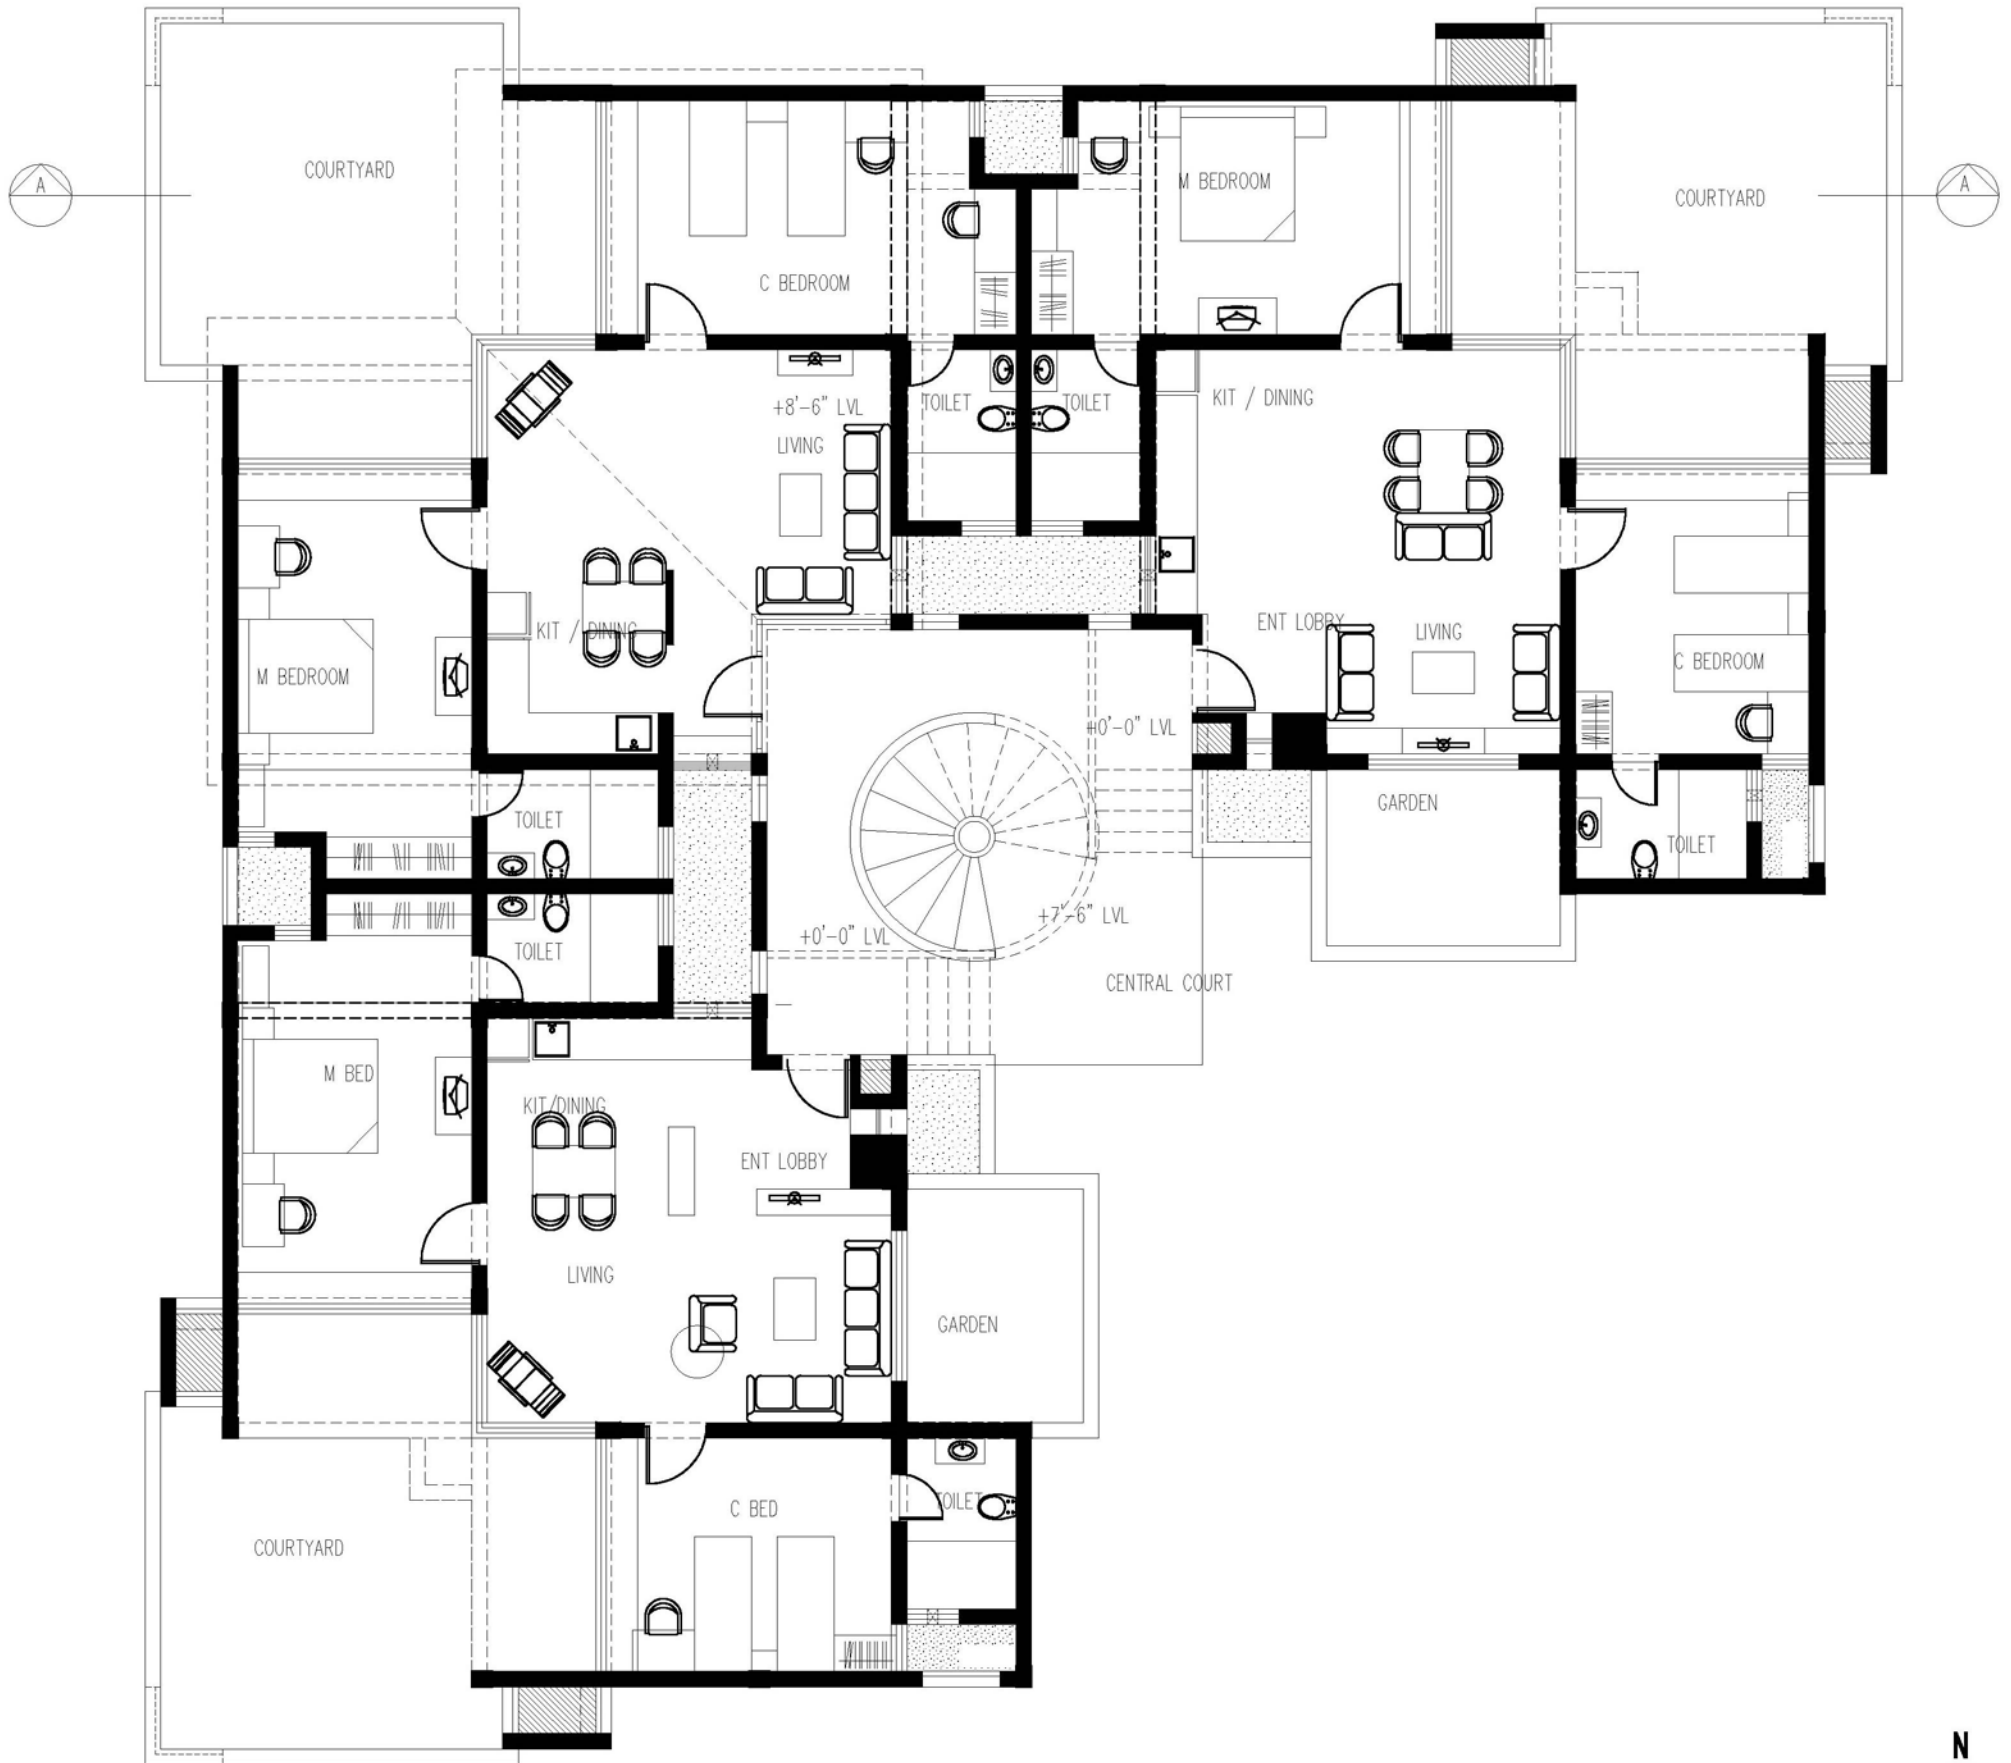 COURTYARD
A
M BEDROOM
A
COURTYARD
C BEDROOM
+8'-6" LVL
TOILET
TOILET
KIT / DINING
LIVING
KIT / DINING
ENT LOBBY
LIVING
M BEDROOM
C BEDROOM
+0'-0" LVL
GARDEN
TOILET
TOILET
+7'-6" LVL
+0'-0" LVL
TOILET
CENTRAL COURT
M BED
KIT/DINING
ENT LOBBY
LIVING
GARDEN
C BED
TOILET
COURTYARD
N